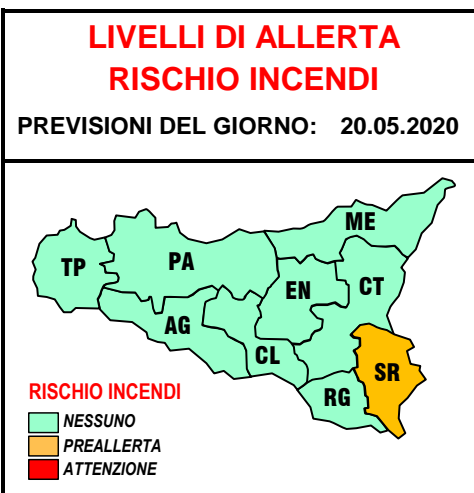 LIVELLI DI ALLERTA
RISCHIO INCENDI
PREVISIONI DEL GIORNO: 20.05.2020
ME
TP
PA
EN
CT
AG
CL
SR
RG
RISCHIO INCENDI
NESSUNO
PREALLERTA
ATTENZIONE